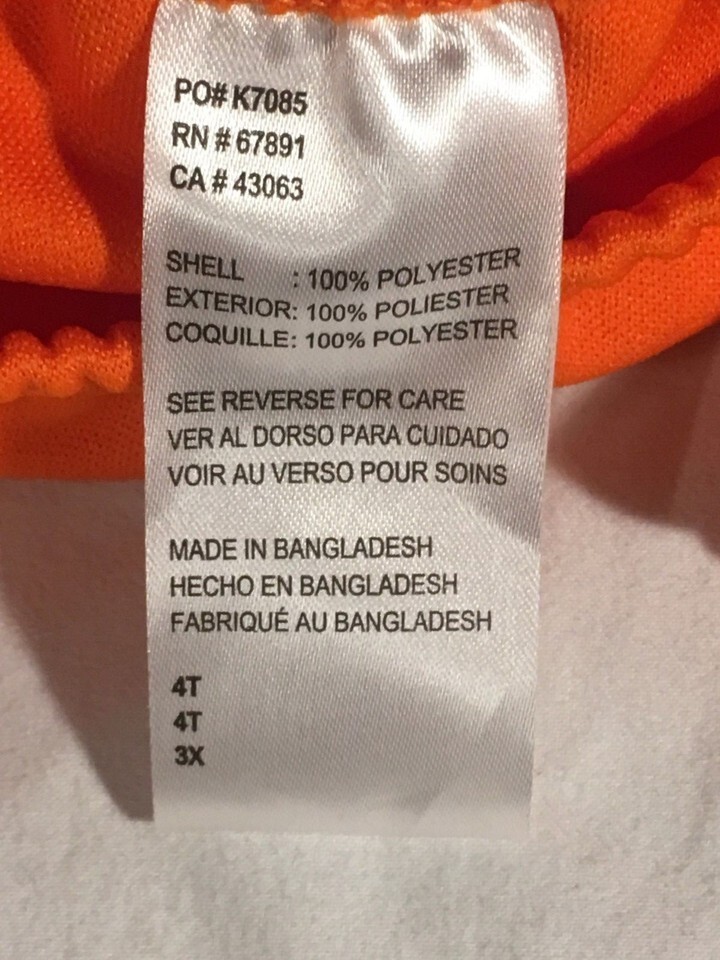 PO# K7085
RN # 67891
CA # 43063
SHELL : 100% POLYESTER
EXTERIOR: 100% POLIESTER
COQUILLE: 100% POLYESTER
SEE REVERSE FOR CARE
VER AL DORSO PARA CUIDADO
VOIR AU VERSO POUR SOINS
MADE IN BANGLADESH
HECHO EN BANGLADESH
FABRIQUÉ AU BANGLADESH
4T
4T
3X